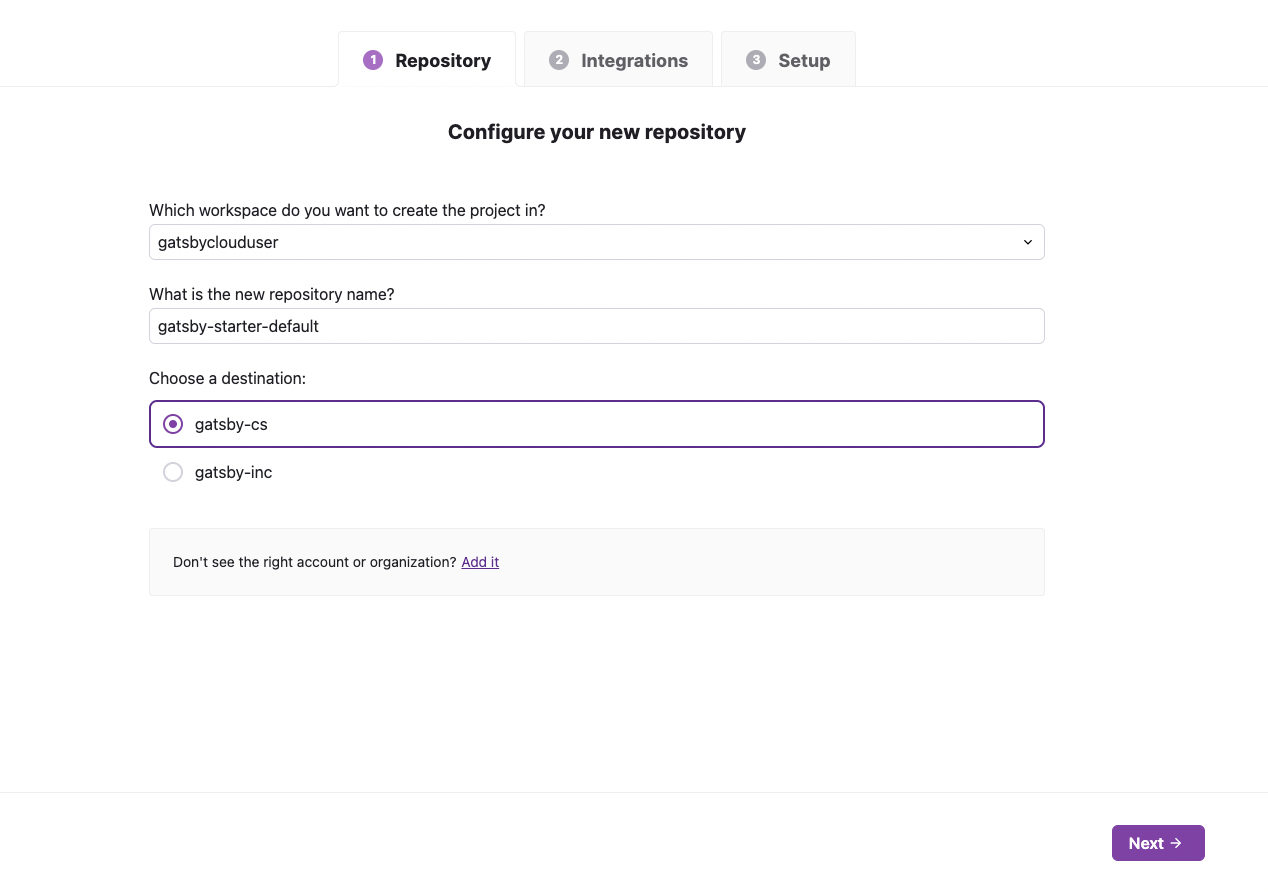 1 Repository 2 Integrations 3 Setup
Configure your new repository
Which workspace do you want to create the project in?
gatsbyclouduser
What is the new repository name?
gatsby-starter-default
Choose a destination:
gatsby-cs
gatsby-inc
Don't see the right account or organization? Add it
Next →